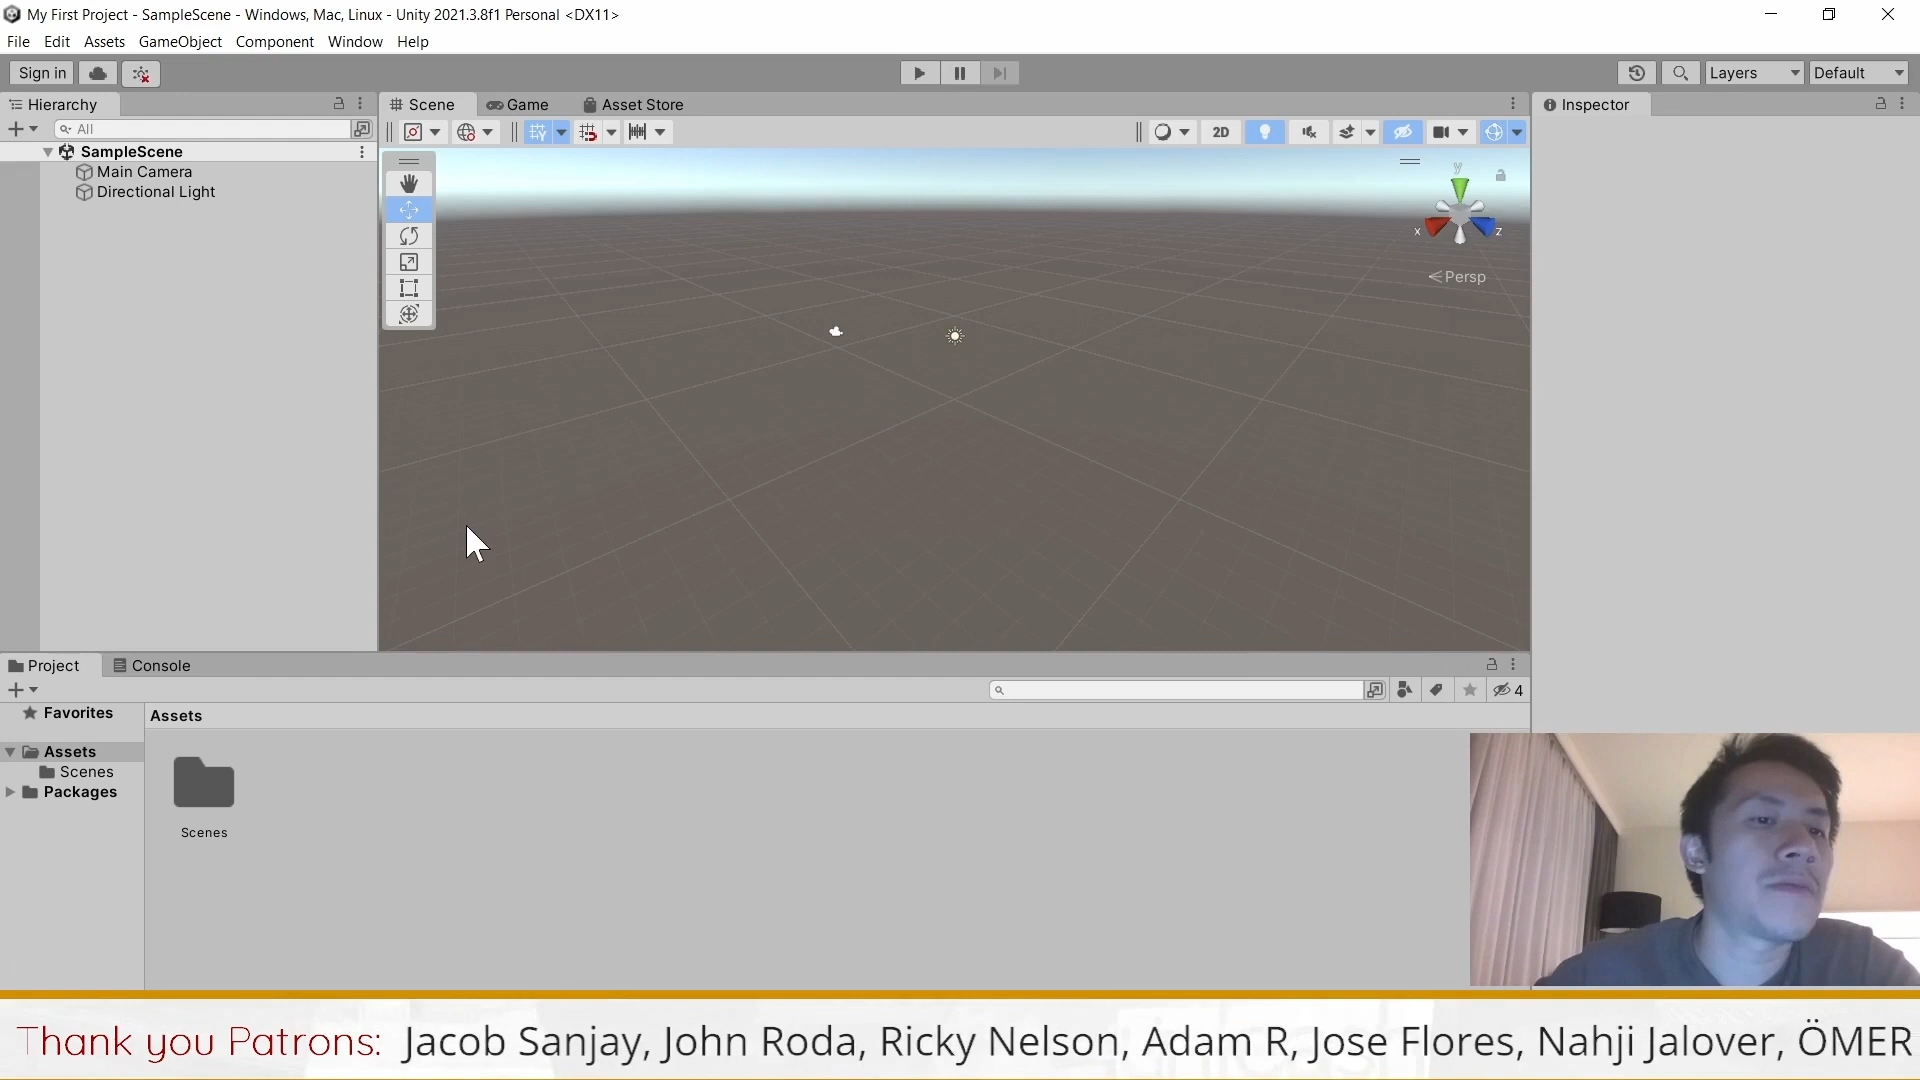 My First Project - SampleScene - Windows, Mac, Linux - Unity 2021.3.8f1 Personal <DX11>
File Edit Assets GameObject Component Window Help
Sign in Layers Default
Hierarchy Scene Game Asset Store Inspector
All 2D
SampleScene
Main Camera
Directional Light
y
x z
Persp
Project Console
4
Favorites Assets
Assets
Scenes
Packages
Scenes
Thank you Patrons: Jacob Sanjay, John Roda, Ricky Nelson, Adam R, Jose Flores, Nahji Jalover, ÖMER